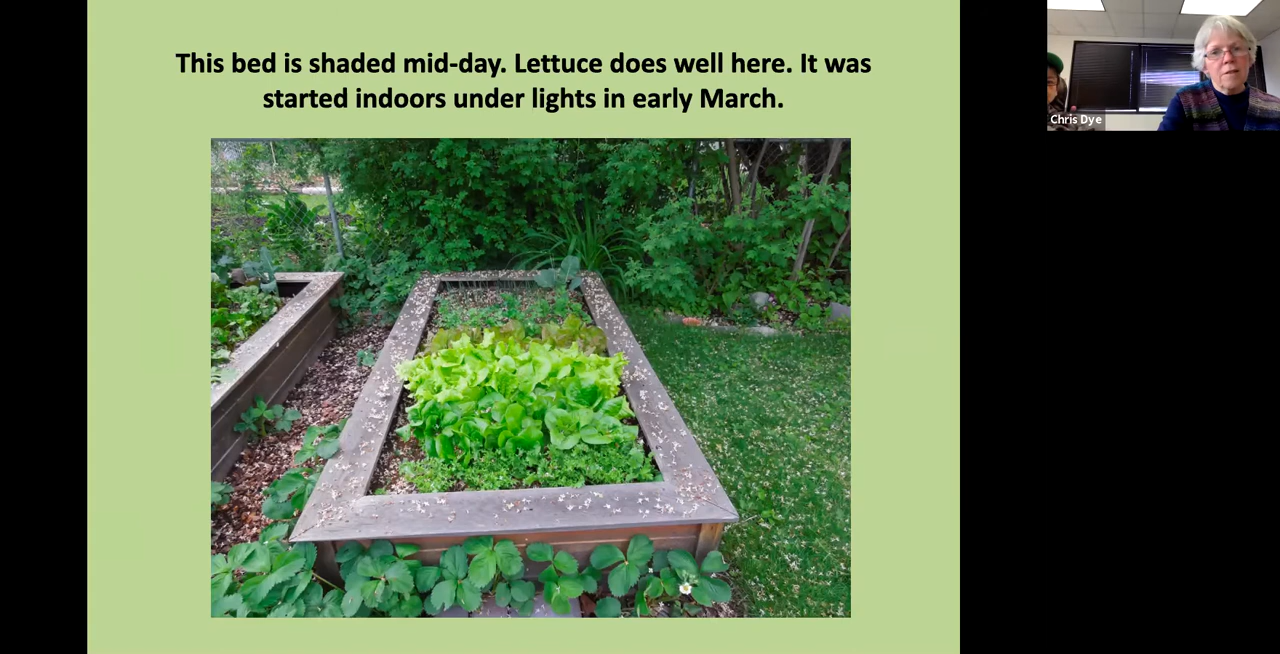 This bed is shaded mid-day. Lettuce does well here. It was
started indoors under lights in early March.
Chris Dye